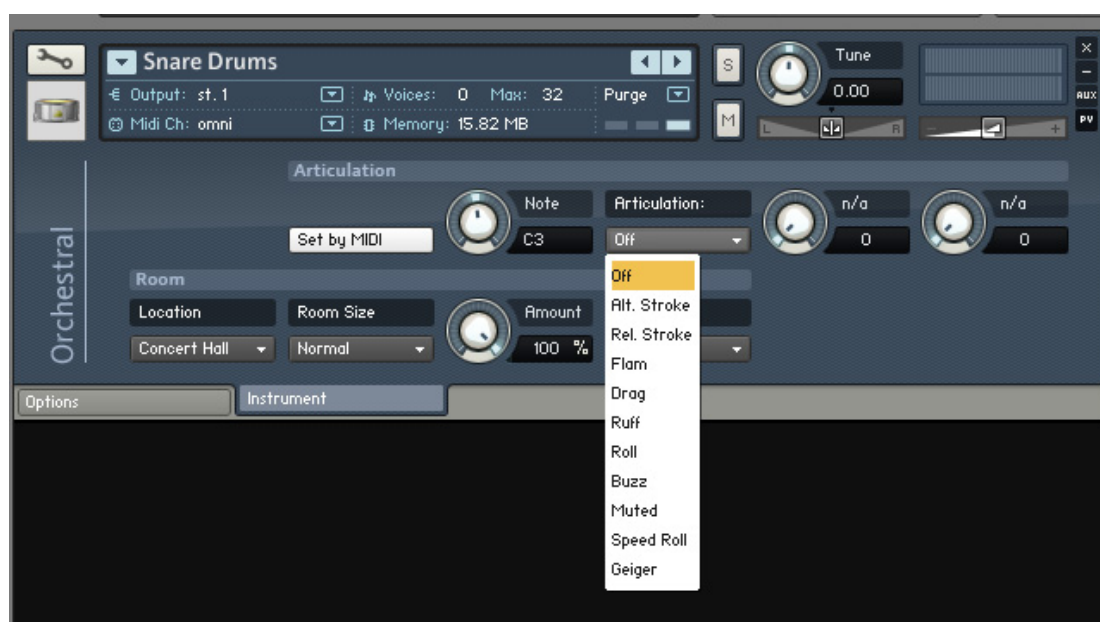 Snare Drums
S
Tune
Output: st. 1
Voices: 0 Max: 32
Purge
0.00
AUX
Midi Ch: omni
Memory: 15.82 MB
M
L
R
-
+
PV
Articulation
Note
Articulation:
n/a
n/a
Set by MIDI
C3
Off
0
0
Orchestral
Room
Location
Room Size
Amount
Concert Hall
Normal
100 %
Off
Alt. Stroke
Rel. Stroke
Flam
Drag
Ruff
Roll
Buzz
Muted
Speed Roll
Geiger
Options
Instrument